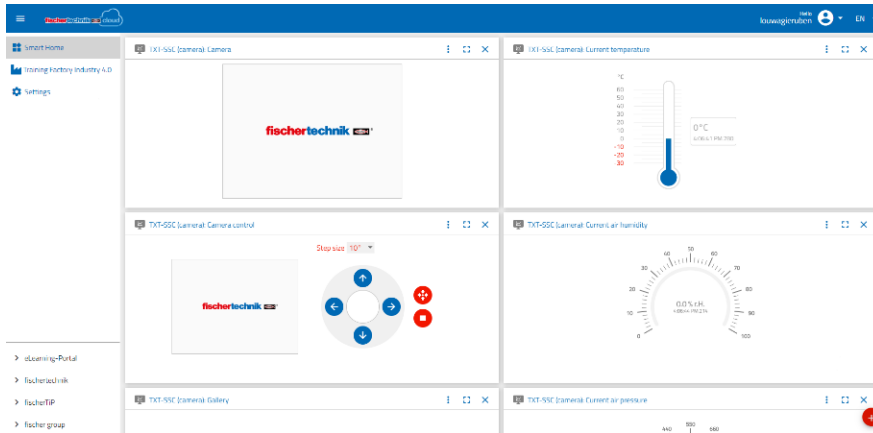 fischertechnik cloud
Hello
louwagieruben
EN
Smart Home
Training Factory Industry 4.0
Settings
eLearning-Portal
fischertechnik
fischerTiP
fischer group
TXT-SSC (camera): Camera
fischertechnik
TXT-SSC (camera): Current temperature
°C
60
50
40
30
20
10
0
-10
-20
-30
0°C
TXT-SSC (camera): Camera control
Step size 10°
fischertechnik
TXT-SSC (camera): Current air humidity
0
10
20
30
40
50
60
70
80
90
100
0.0 % r.H.
TXT-SSC (camera): Gallery
TXT-SSC (camera): Current air pressure
440
550
660